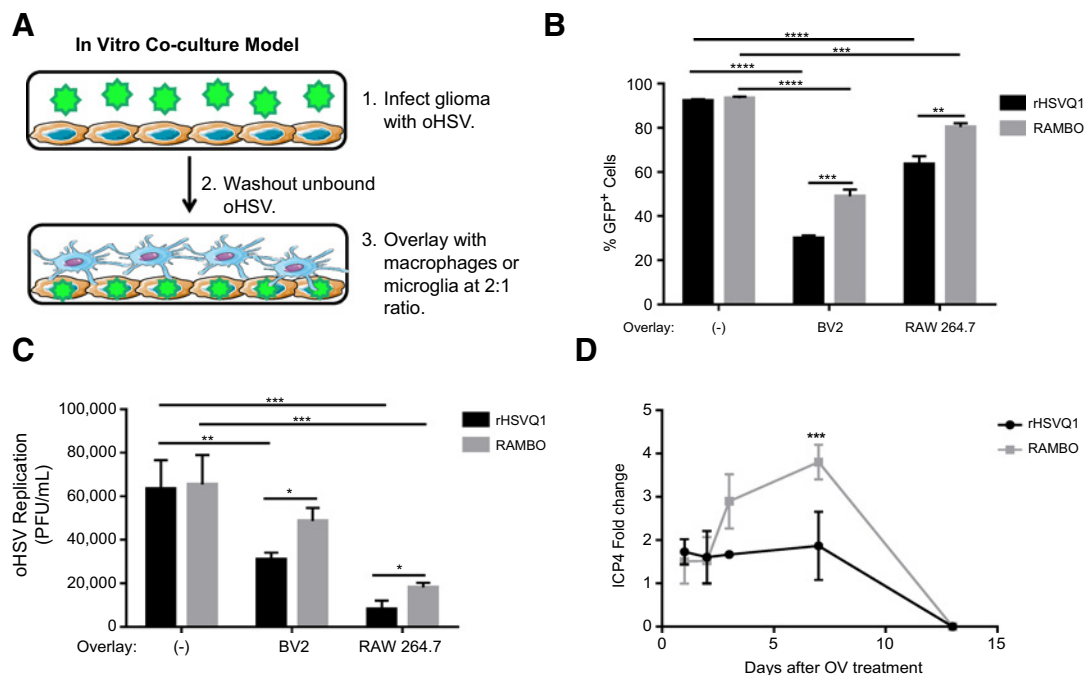 A
In Vitro Co-culture Model
1. Infect glioma
with oHSV.
2. Washout unbound
oHSV.
3. Overlay with
macrophages or
microglia at 2:1
ratio.
B
****
***
****
****
**
***
% GFP+ Cells
100
80
60
40
20
0
Overlay: (-) BV2 RAW 264.7
rHSVQ1
RAMBO
C
***
***
**
*
*
oHSV Replication
(PFU/mL)
100,000
80,000
60,000
40,000
20,000
0
Overlay: (-) BV2 RAW 264.7
rHSVQ1
RAMBO
D
***
ICP4 Fold change
5
4
3
2
1
0
0 5 10 15
Days after OV treatment
rHSVQ1
RAMBO